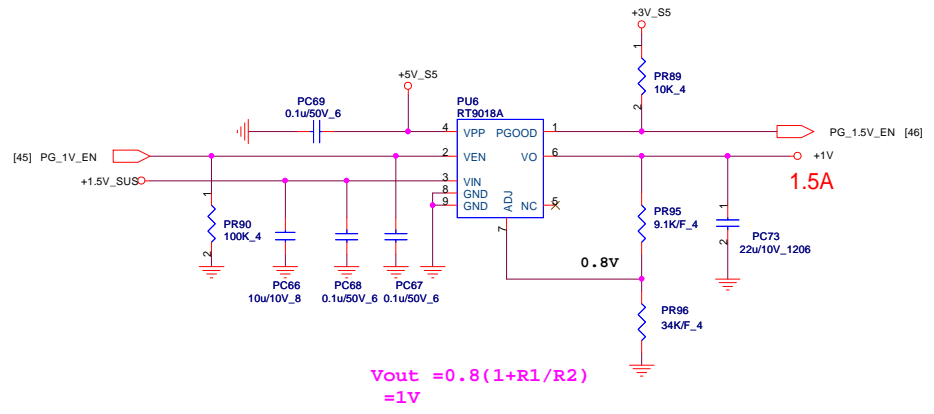 +3V_S5
1
PR89
10K_4
2
+5V_S5
PC69
0.1u/50V_6
PU6
RT9018A
4
VPP
PGOOD
1
PG_1.5V_EN [46]
[45] PG_1V_EN
2
VEN
VO
6
+1V
+1.5V_SUS
3
VIN
1.5A
8
GND
9
GND
ADJ
NC
5
7
1
PR90
100K_4
2
PR95
9.1K/F_4
1
2
PC73
22u/10V_1206
0.8V
PC66
10u/10V_8
PC68
0.1u/50V_6
PC67
0.1u/50V_6
PR96
34K/F_4
Vout =0.8(1+R1/R2)
=1V